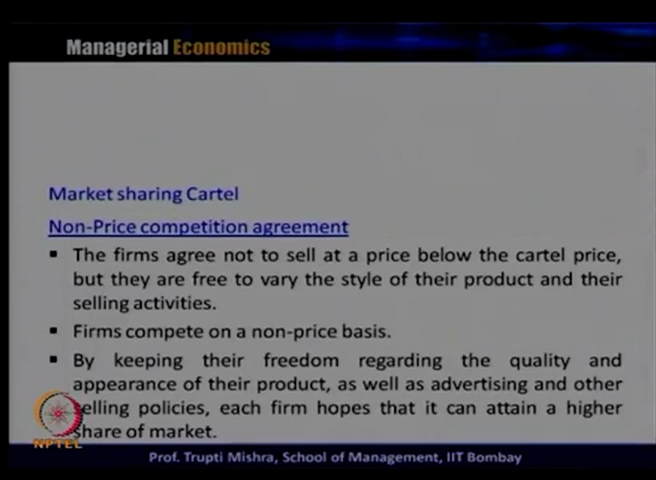 Managerial Economics
Market sharing Cartel
Non-Price competition agreement
▪ The firms agree not to sell at a price below the cartel price,
but they are free to vary the style of their product and their
selling activities.
▪ Firms compete on a non-price basis.
▪ By keeping their freedom regarding the quality and
appearance of their product, as well as advertising and other
selling policies, each firm hopes that it can attain a higher
share of market.
NPTEL
Prof. Trupti Mishra, School of Management, IIT Bombay